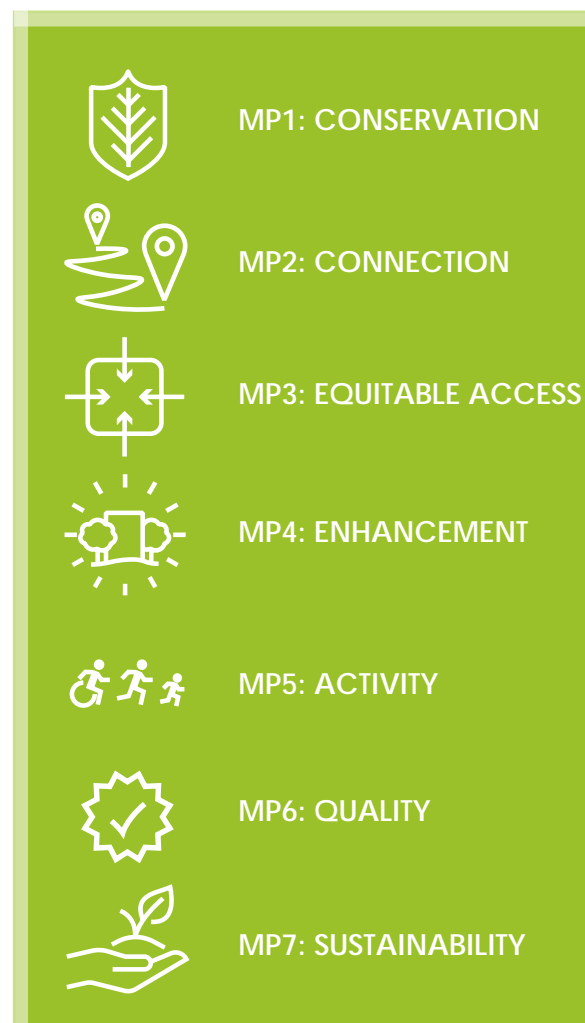 MP1: CONSERVATION
MP2: CONNECTION
MP3: EQUITABLE ACCESS
MP4: ENHANCEMENT
MP5: ACTIVITY
MP6: QUALITY
MP7: SUSTAINABILITY